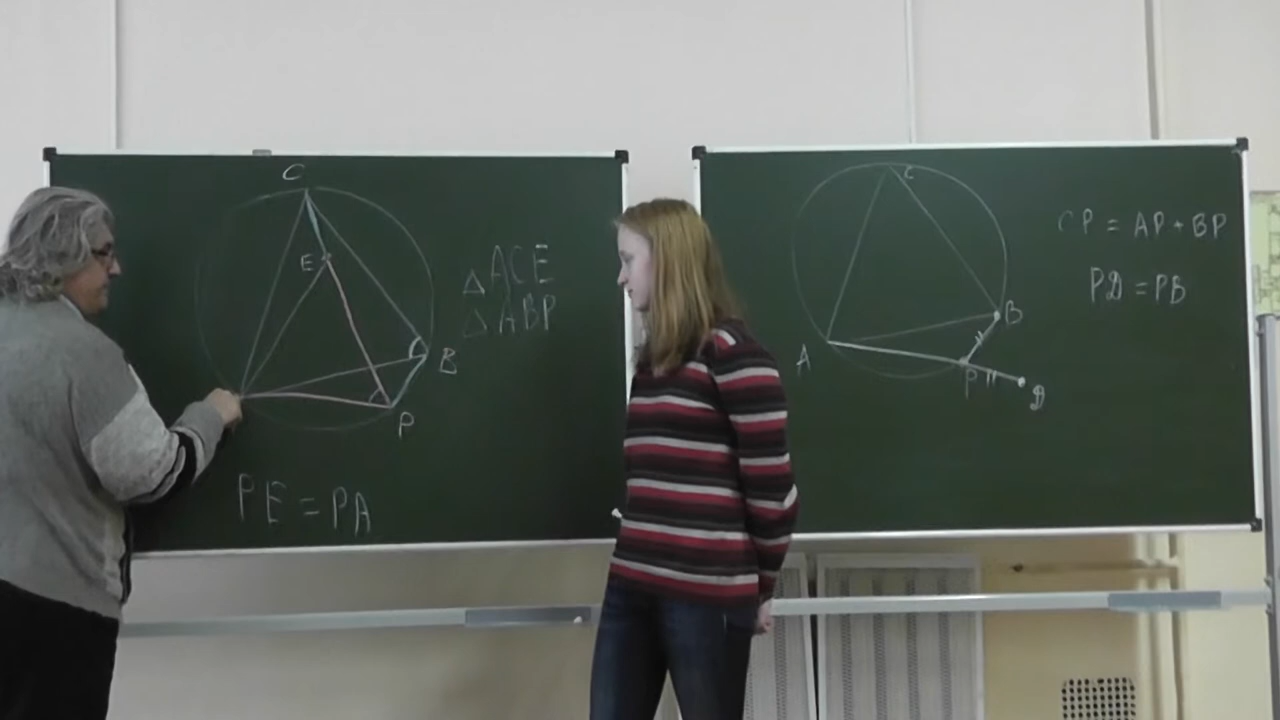 C
E
△ACE
△ABP
B
P
PE = PA
C
CP = AP + BP
PD = PB
B
A
P
D